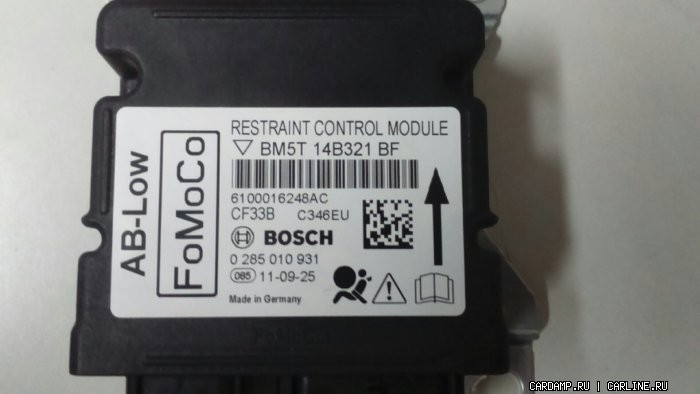 AB-Low
FoMoCo
RESTRAINT CONTROL MODULE
BM5T 14B321 BF
6100016248AC
CF33B C346EU
BOSCH
0 285 010 931
085 11-09-25
Made in Germany
FoMoCo
CARDAMP.RU | CARLINE.RU